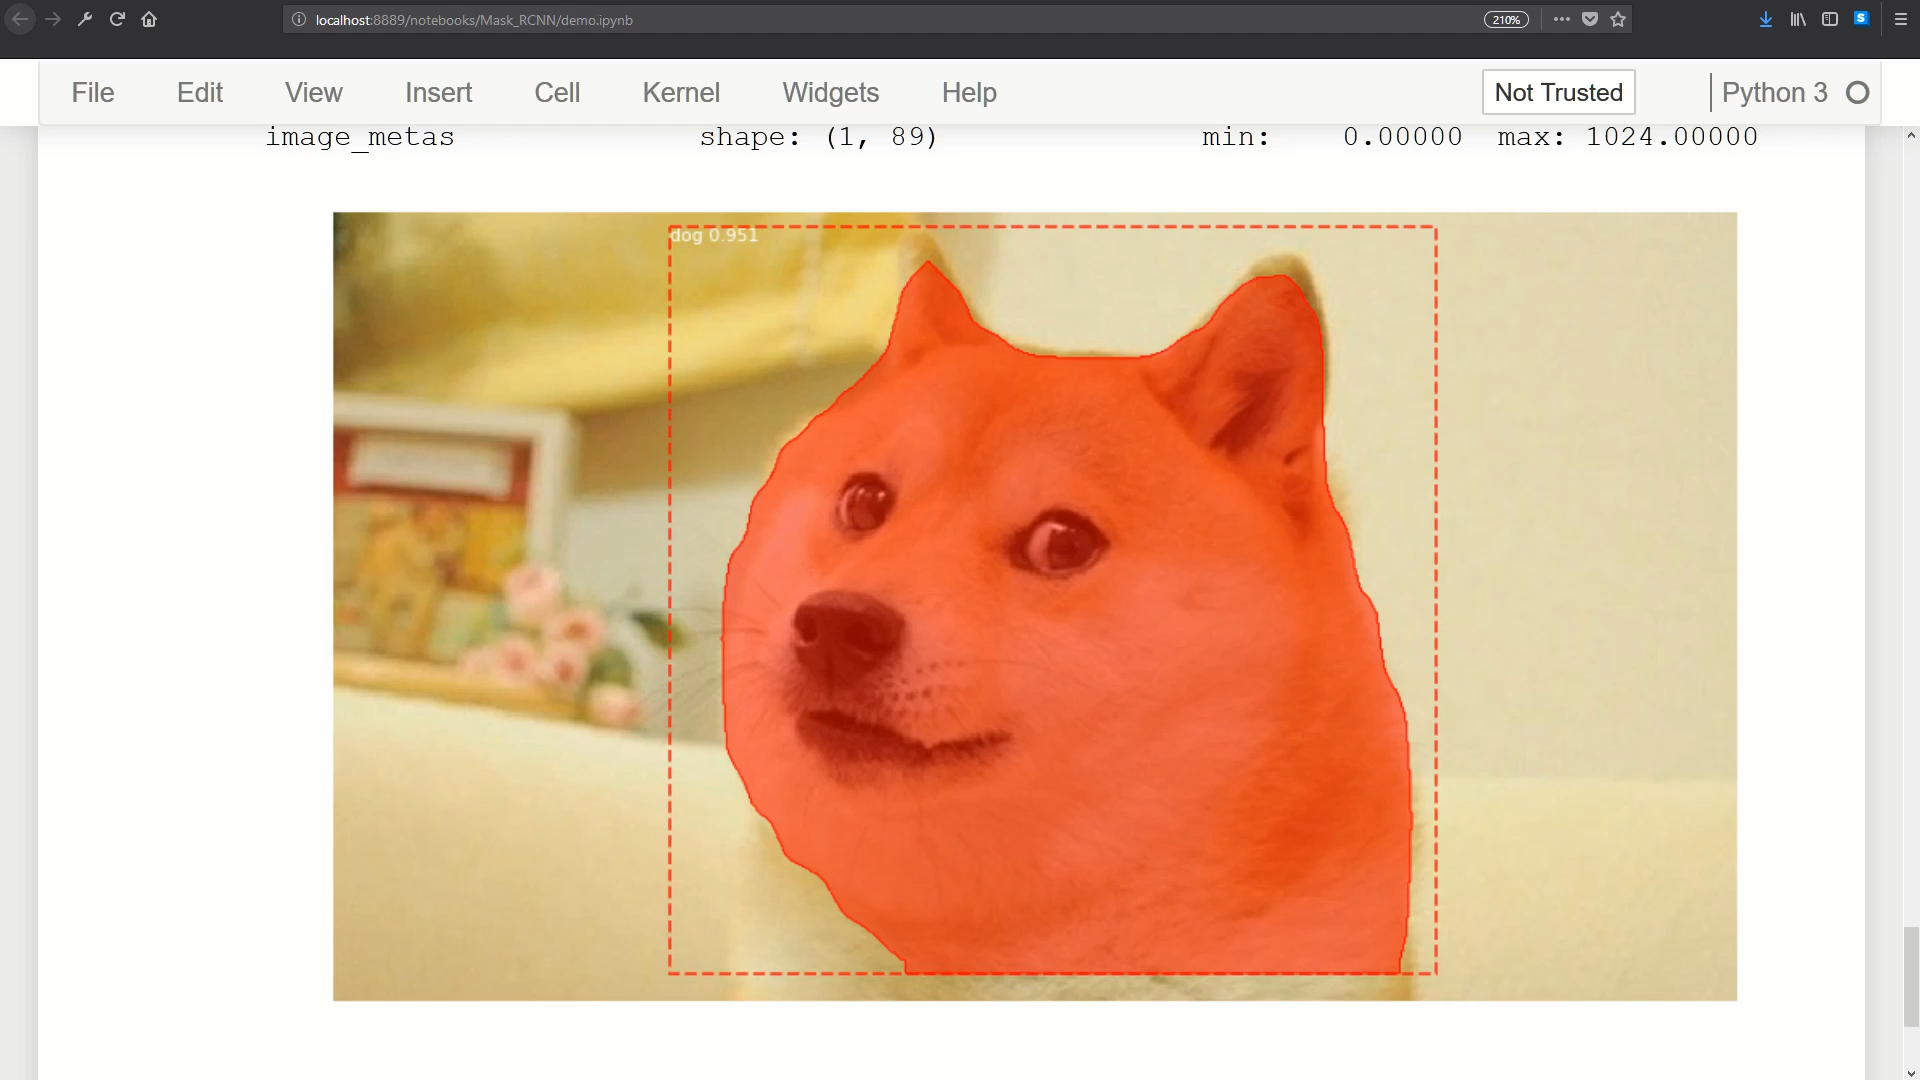 localhost:8889/notebooks/Mask_RCNN/demo.ipynb
210%
S
File Edit View Insert Cell Kernel Widgets Help
Not Trusted
Python 3
image_metas shape: (1, 89) min: 0.00000 max: 1024.00000
dog 0.951